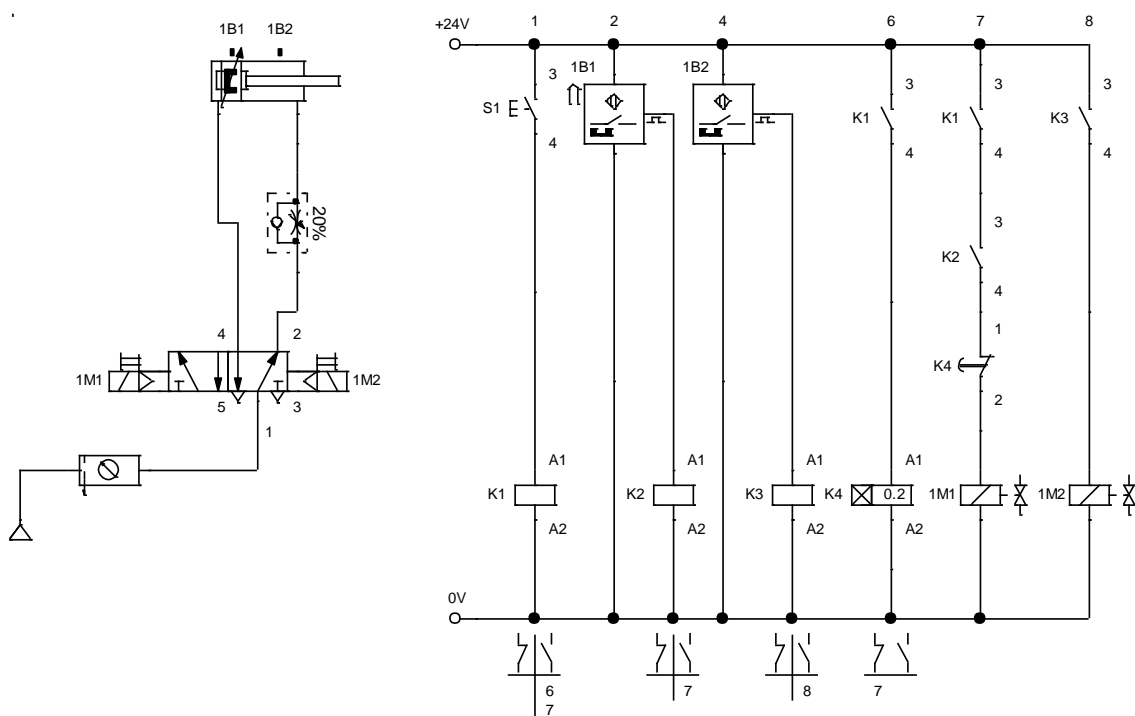 1B1 1B2
20%
4 2
1M1 1M2
5 3
1
+24V 1 2 4 6 7 8
1B1 1B2
3 3 3 3
S1 K1 K1 K3
4 4 4 4
3
K2
4
1
K4
2
A1 A1 A1 A1
K1 K2 K3 K4 0.2 1M1 1M2
A2 A2 A2 A2
0V
6 7 8 7
7